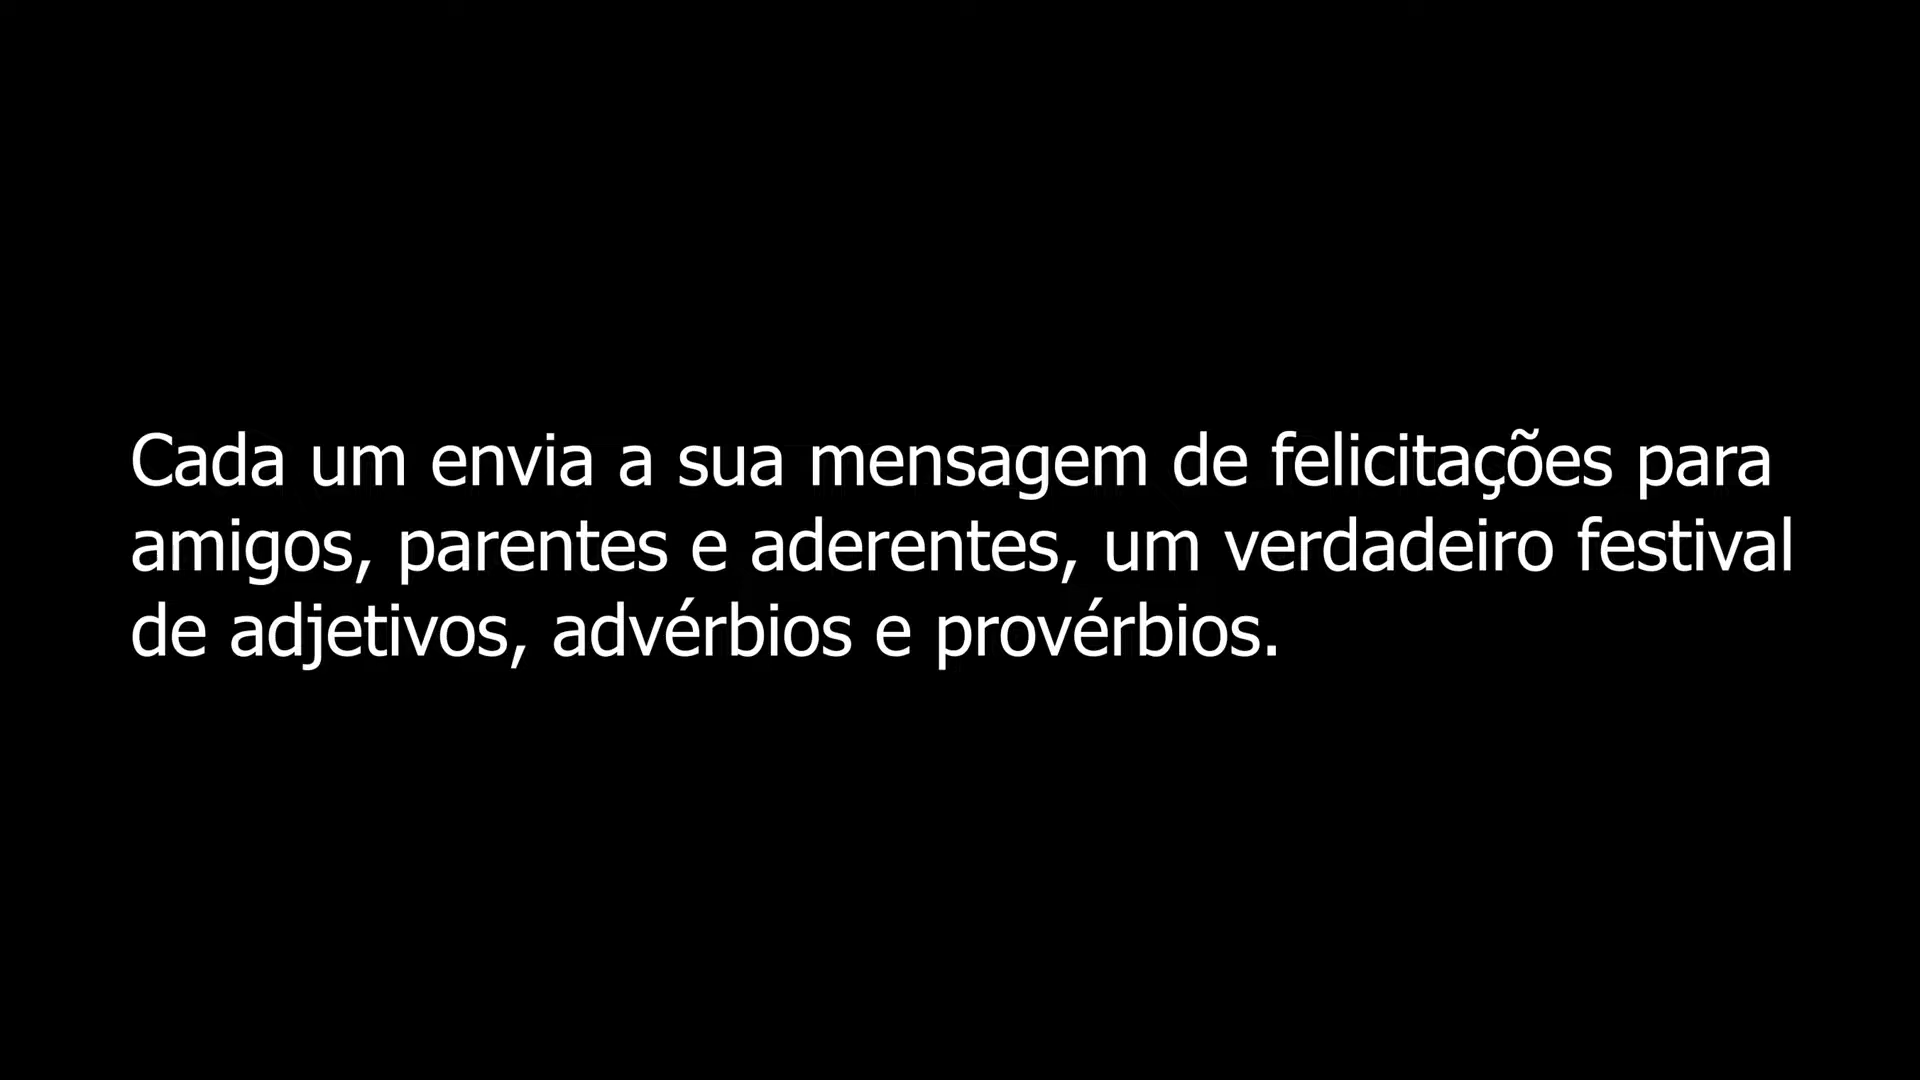 Cada um envia a sua mensagem de felicitações para
amigos, parentes e aderentes, um verdadeiro festival
de adjetivos, advérbios e provérbios.